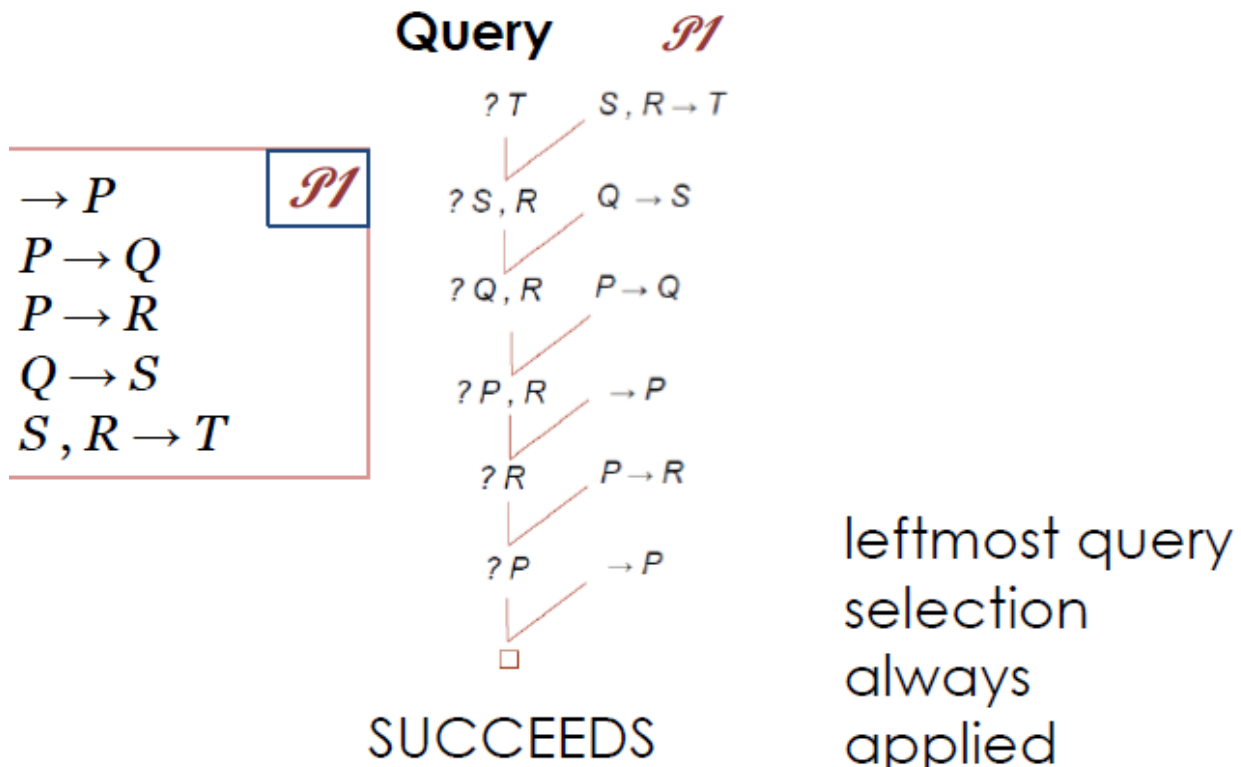 Query 𝒫1
? T S , R → T
𝒫1
→ P
? S , R Q → S
P → Q
? Q , R P → Q
P → R
Q → S
? P , R → P
S , R → T
? R P → R
? P → P
□
leftmost query
selection
always
applied
SUCCEEDS